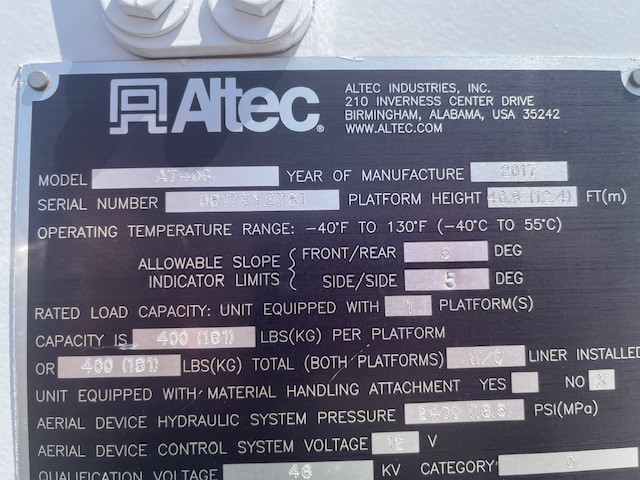 Altec®
ALTEC INDUSTRIES, INC.
210 INVERNESS CENTER DRIVE
BIRMINGHAM, ALABAMA, USA 35242
WWW.ALTEC.COM
MODEL YEAR OF MANUFACTURE 2017
SERIAL NUMBER PLATFORM HEIGHT FT(m)
OPERATING TEMPERATURE RANGE: -40°F TO 130°F (-40°C TO 55°C)
ALLOWABLE SLOPE INDICATOR LIMITS
FRONT/REAR 5 DEG
SIDE/SIDE 5 DEG
RATED LOAD CAPACITY: UNIT EQUIPPED WITH 1 PLATFORM(S)
CAPACITY IS 400 (181) LBS(KG) PER PLATFORM
OR 400 (181) LBS(KG) TOTAL (BOTH PLATFORMS) W/O LINER INSTALLED
UNIT EQUIPPED WITH MATERIAL HANDLING ATTACHMENT YES NO X
AERIAL DEVICE HYDRAULIC SYSTEM PRESSURE PSI(MPa)
AERIAL DEVICE CONTROL SYSTEM VOLTAGE 12 V
QUALIFICATION VOLTAGE 46 KV CATEGORY